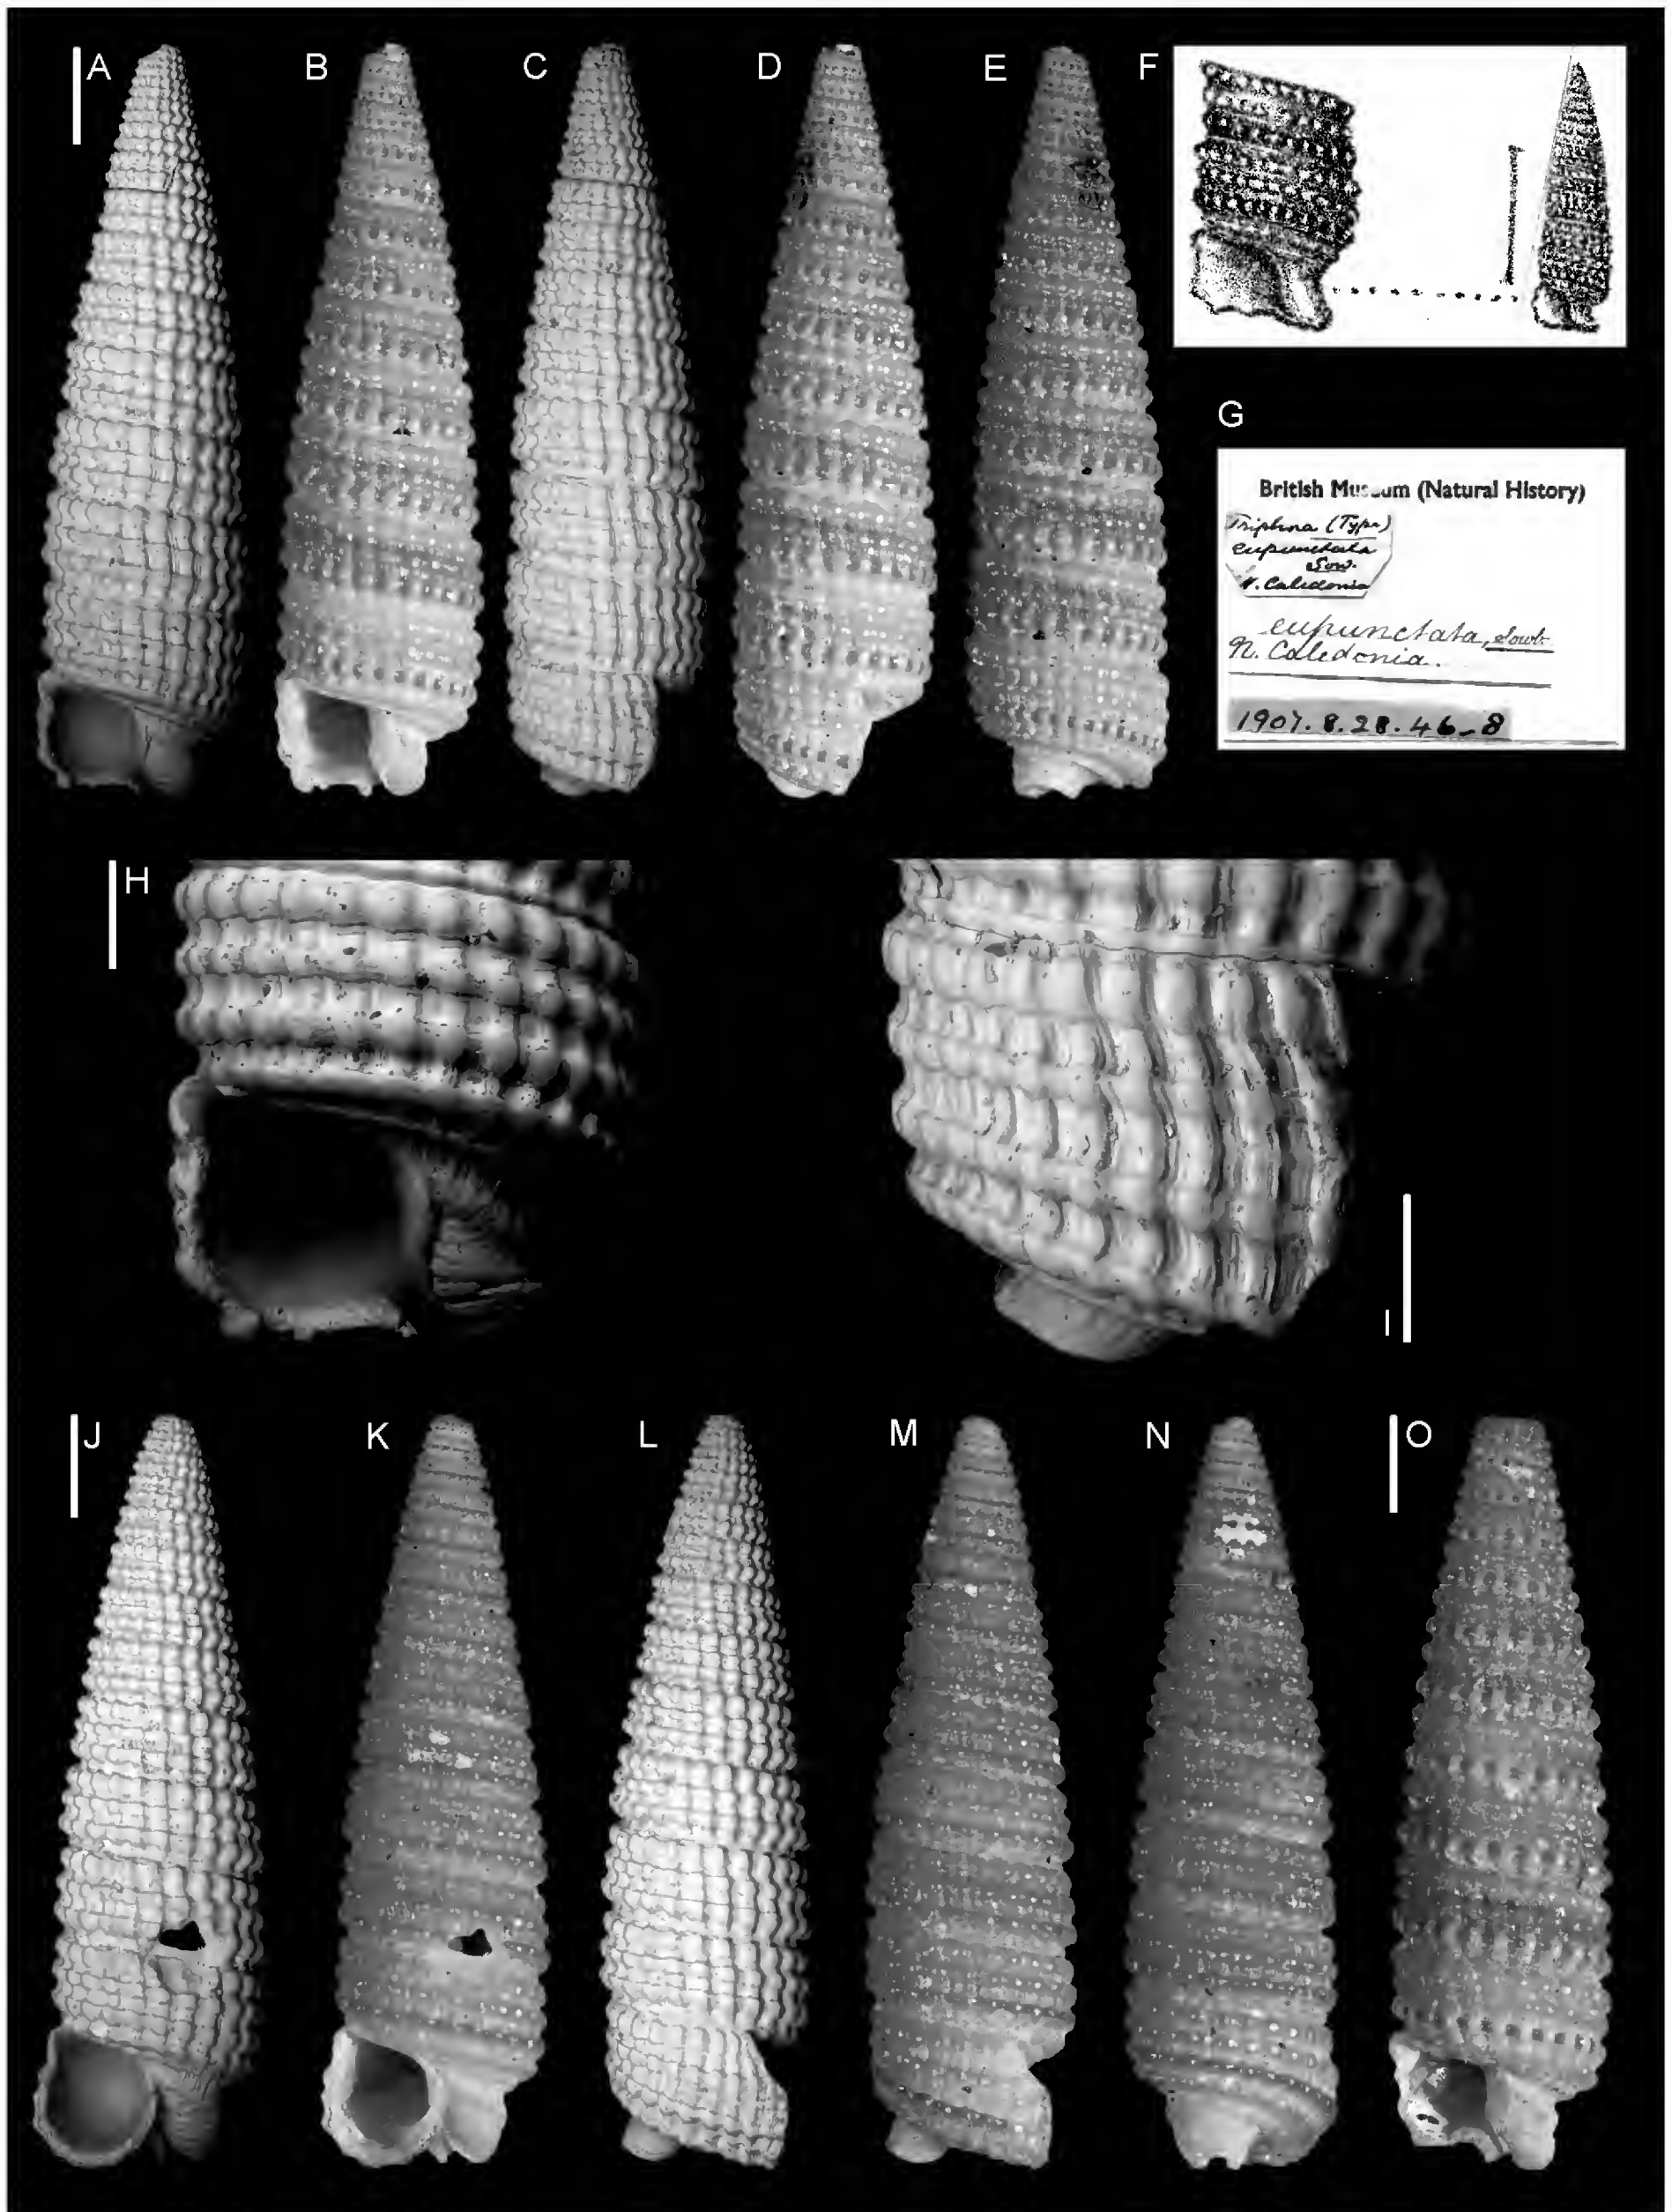 A
B
C
D
E
F
G
British Museum (Natural History)
Triphora (Type)
eupunctata
Sow.
N. Caledonia
eupunctata, Sowb.
N. Caledonia.
1907.8.28.46-8
H
I
J
K
L
M
N
O